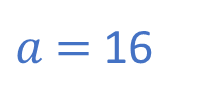 a = 16